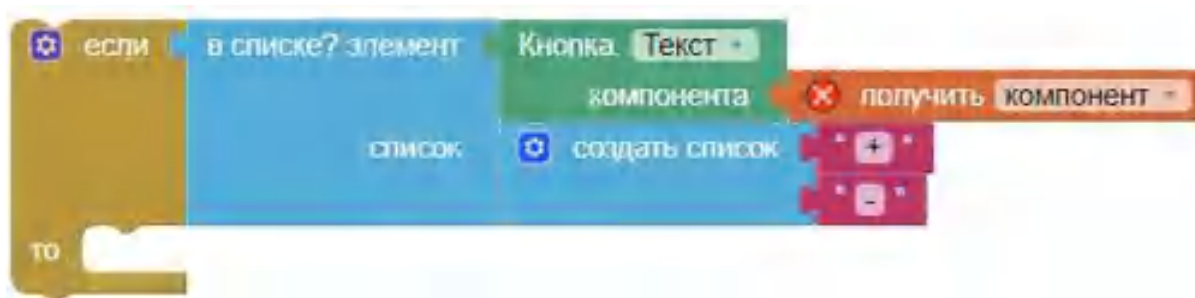 если в списке? элемент Кнопка. Текст
компонента получить компонент
список создать список " + "
" - "
то